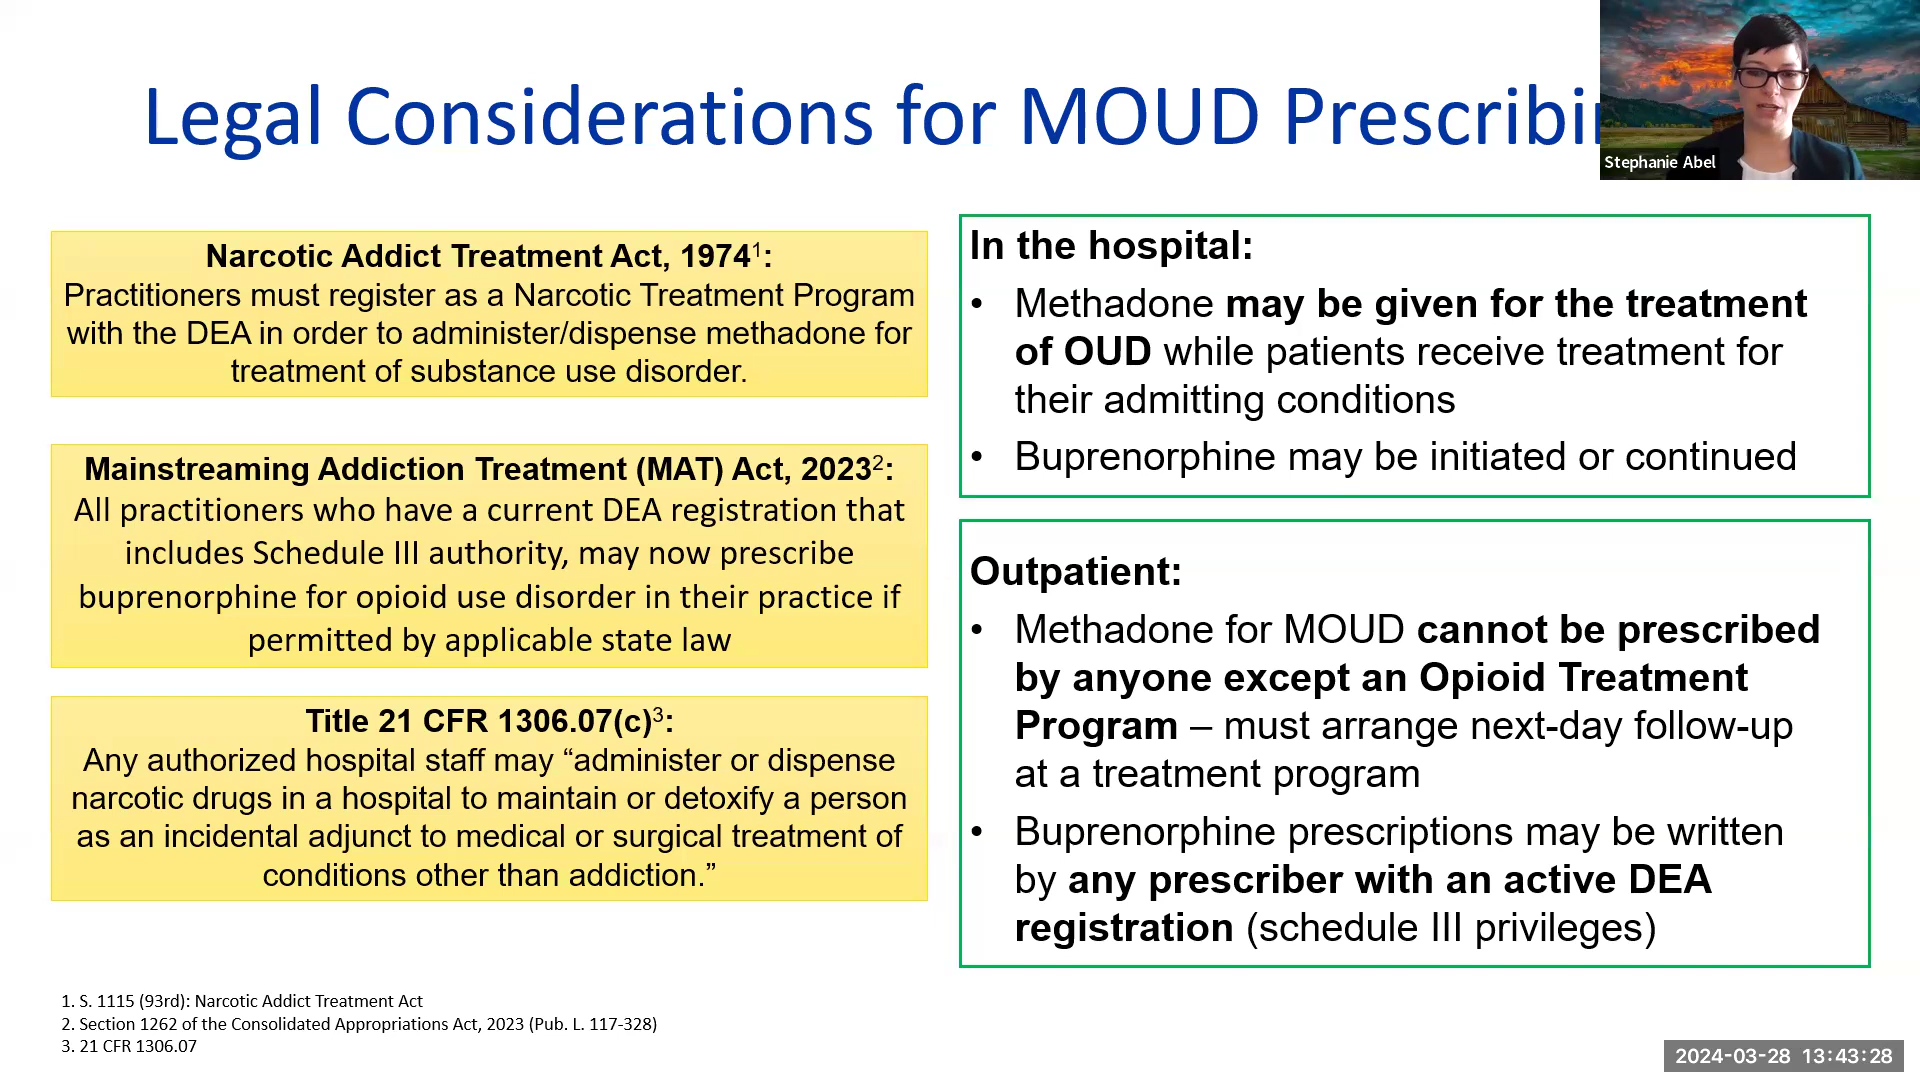 Legal Considerations for MOUD
Stephanie Abel
Narcotic Addict Treatment Act, 1974¹:
Practitioners must register as a Narcotic Treatment Program
with the DEA in order to administer/dispense methadone for
treatment of substance use disorder.
Mainstreaming Addiction Treatment (MAT) Act, 2023²:
All practitioners who have a current DEA registration that
includes Schedule III authority, may now prescribe
buprenorphine for opioid use disorder in their practice if
permitted by applicable state law
Title 21 CFR 1306.07(c)³:
Any authorized hospital staff may “administer or dispense
narcotic drugs in a hospital to maintain or detoxify a person
as an incidental adjunct to medical or surgical treatment of
conditions other than addiction.”
In the hospital:
• Methadone may be given for the treatment
of OUD while patients receive treatment for
their admitting conditions
• Buprenorphine may be initiated or continued
Outpatient:
• Methadone for MOUD cannot be prescribed
by anyone except an Opioid Treatment
Program – must arrange next-day follow-up
at a treatment program
• Buprenorphine prescriptions may be written
by any prescriber with an active DEA
registration (schedule III privileges)
1. S. 1115 (93rd): Narcotic Addict Treatment Act
2. Section 1262 of the Consolidated Appropriations Act, 2023 (Pub. L. 117-328)
3. 21 CFR 1306.07
2024-03-28 13:43:28